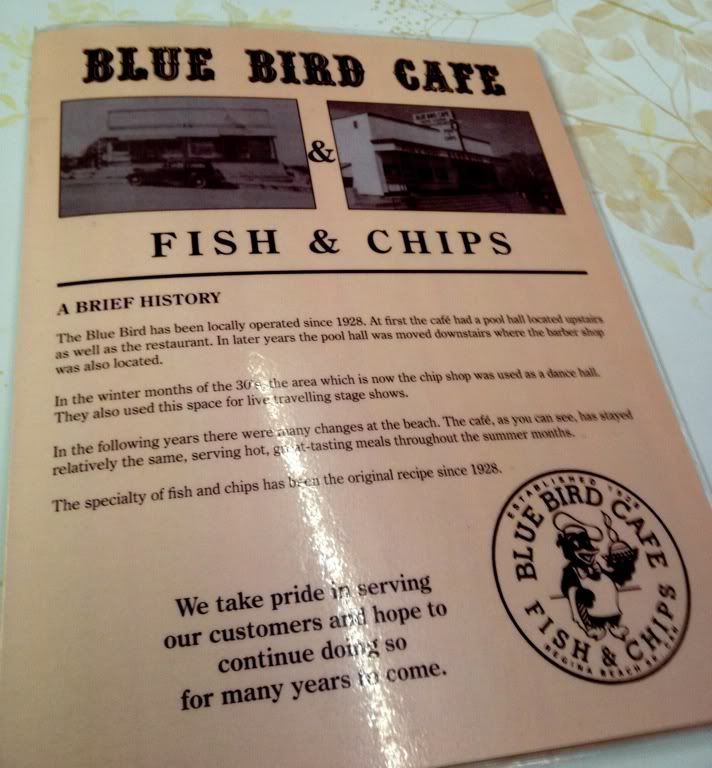 BLUE BIRD CAFE
BLUE BIRD CAFE
&
FISH & CHIPS
A BRIEF HISTORY
The Blue Bird has been locally operated since 1928. At first the café had a pool hall located upstairs
as well as the restaurant. In later years the pool hall was moved downstairs where the barber shop
was also located.
In the winter months of the 30's, the area which is now the chip shop was used as a dance hall.
They also used this space for live travelling stage shows.
In the following years there were many changes at the beach. The café, as you can see, has stayed
relatively the same, serving hot, great-tasting meals throughout the summer months.
The specialty of fish and chips has been the original recipe since 1928.
We take pride in serving
our customers and hope to
continue doing so
for many years to come.
ESTABLISHED 1928
BLUE BIRD CAFE
FISH & CHIPS
REGINA BEACH